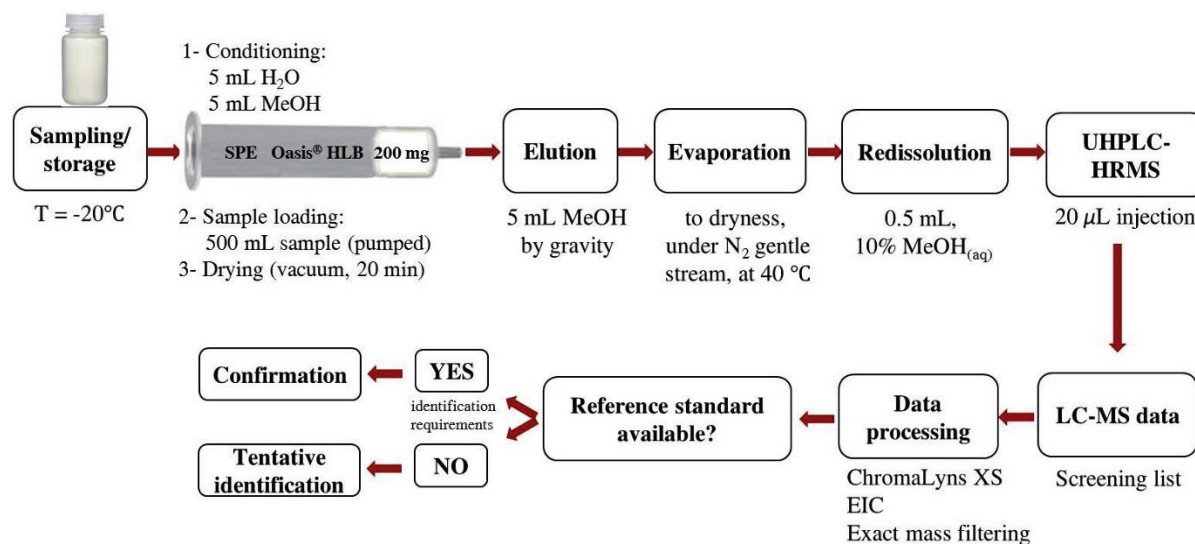 1- Conditioning:
5 mL H₂O
5 mL MeOH
Sampling/
storage
T = -20°C
SPE Oasis® HLB 200 mg
2- Sample loading:
500 mL sample (pumped)
3- Drying (vacuum, 20 min)
Elution
5 mL MeOH
by gravity
Evaporation
to dryness,
under N₂ gentle
stream, at 40 °C
Redissolution
0.5 mL,
10% MeOH(aq)
UHPLC-
HRMS
20 µL injection
LC-MS data
Screening list
Data
processing
ChromaLyns XS
EIC
Exact mass filtering
Reference standard
available?
YES
identification
requirements
NO
Confirmation
Tentative
identification